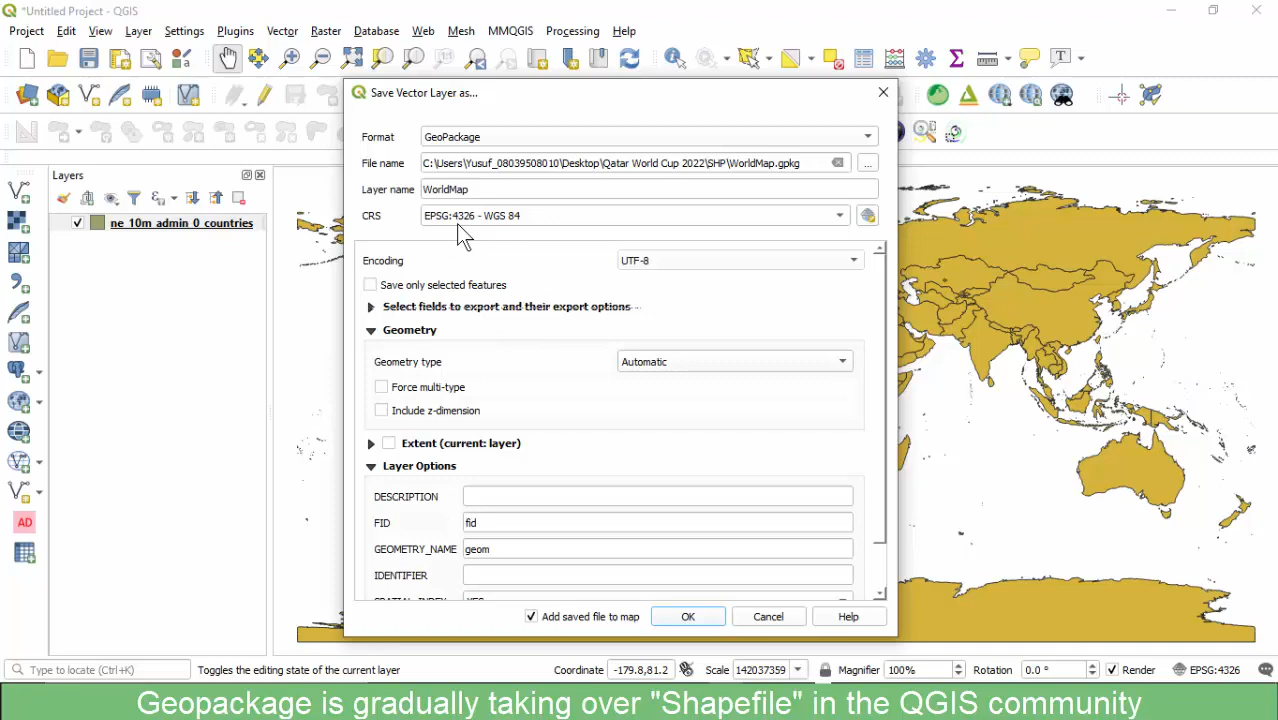 *Untitled Project - QGIS
Project Edit View Layer Settings Plugins Vector Raster Database Web Mesh MMQGIS Processing Help
Save Vector Layer as...
Format GeoPackage
File name C:\Users\Yusuf_08039508010\Desktop\Qatar World Cup 2022\SHP\WorldMap.gpkg ...
Layer name WorldMap
CRS EPSG:4326 - WGS 84
Layers
ne_10m_admin_0_countries
Encoding UTF-8
Save only selected features
Select fields to export and their export options
Geometry
Geometry type Automatic
Force multi-type
Include z-dimension
Extent (current: layer)
Layer Options
DESCRIPTION
FID fid
GEOMETRY_NAME geom
IDENTIFIER
SPATIAL_INDEX YES
AD
Add saved file to map OK Cancel Help
Type to locate (Ctrl+K) Toggles the editing state of the current layer Coordinate -179.8,81.2 Scale 142037359 Magnifier 100% Rotation 0.0 ° Render EPSG:4326
Geopackage is gradually taking over "Shapefile" in the QGIS community